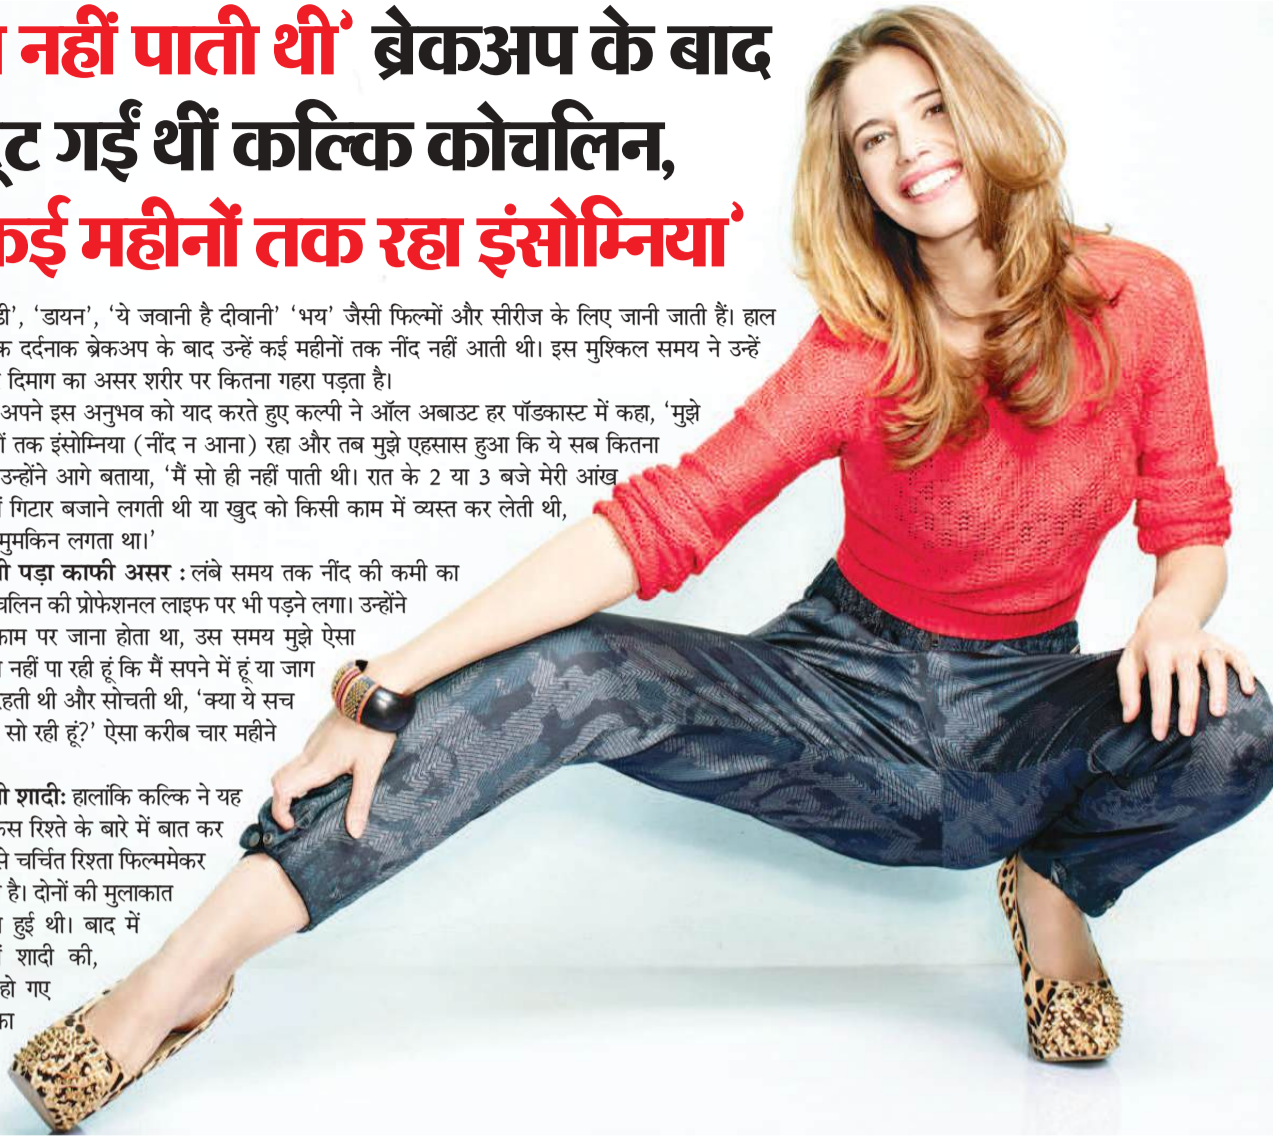 नहीं पाती थी‘ ब्रेकअप के बाद
गईं थीं कल्कि कोचलिन,
कई महीनों तक रहा इंसोम्निया‘
‘डायन’, ‘ये जवानी है दीवानी’ ‘भय’ जैसी फिल्मों और सीरीज के लिए जानी जाती हैं। हाल
दर्दनाक ब्रेकअप के बाद उन्हें कई महीनों तक नींद नहीं आती थी। इस मुश्किल समय ने उन्हें
दिमाग का असर शरीर पर कितना गहरा पड़ता है।
अपने इस अनुभव को याद करते हुए कल्पी ने ऑल अबाउट हर पॉडकास्ट में कहा, ‘मुझे
तक इंसोम्निया (नींद न आना) रहा और तब मुझे एहसास हुआ कि ये सब कितना
उन्होंने आगे बताया, ‘मैं सो ही नहीं पाती थी। रात के 2 या 3 बजे मेरी आंख
गिटार बजाने लगती थी या खुद को किसी काम में व्यस्त कर लेती थी,
मुमकिन लगता था।’
पड़ा काफी असर : लंबे समय तक नींद की कमी का
चलिन की प्रोफेशनल लाइफ पर भी पड़ने लगा। उन्होंने
काम पर जाना होता था, उस समय मुझे ऐसा
नहीं पा रही हूं कि मैं सपने में हूं या जाग
रहती थी और सोचती थी, ‘क्या ये सच
सो रही हूं?’ ऐसा करीब चार महीने
शादी: हालांकि कल्कि ने यह
किस रिश्ते के बारे में बात कर
चर्चित रिश्ता फिल्ममेकर
है। दोनों की मुलाकात
हुई थी। बाद में
शादी की,
हो गए